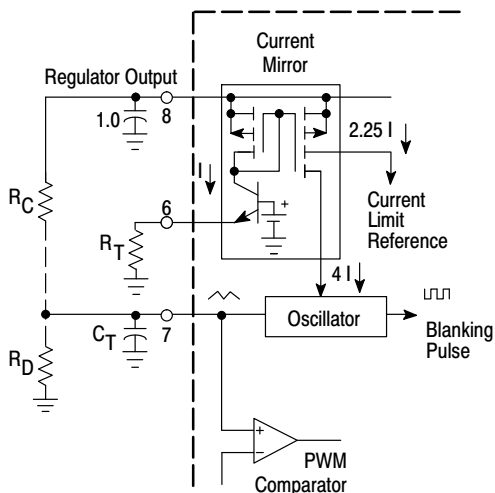 Current
Mirror
Regulator Output
1.0
8
2.25 I
I
R_C
6
+
Current
Limit
Reference
R_T
4 I
C_T
7
Oscillator
Blanking
Pulse
R_D
+
−
PWM
Comparator